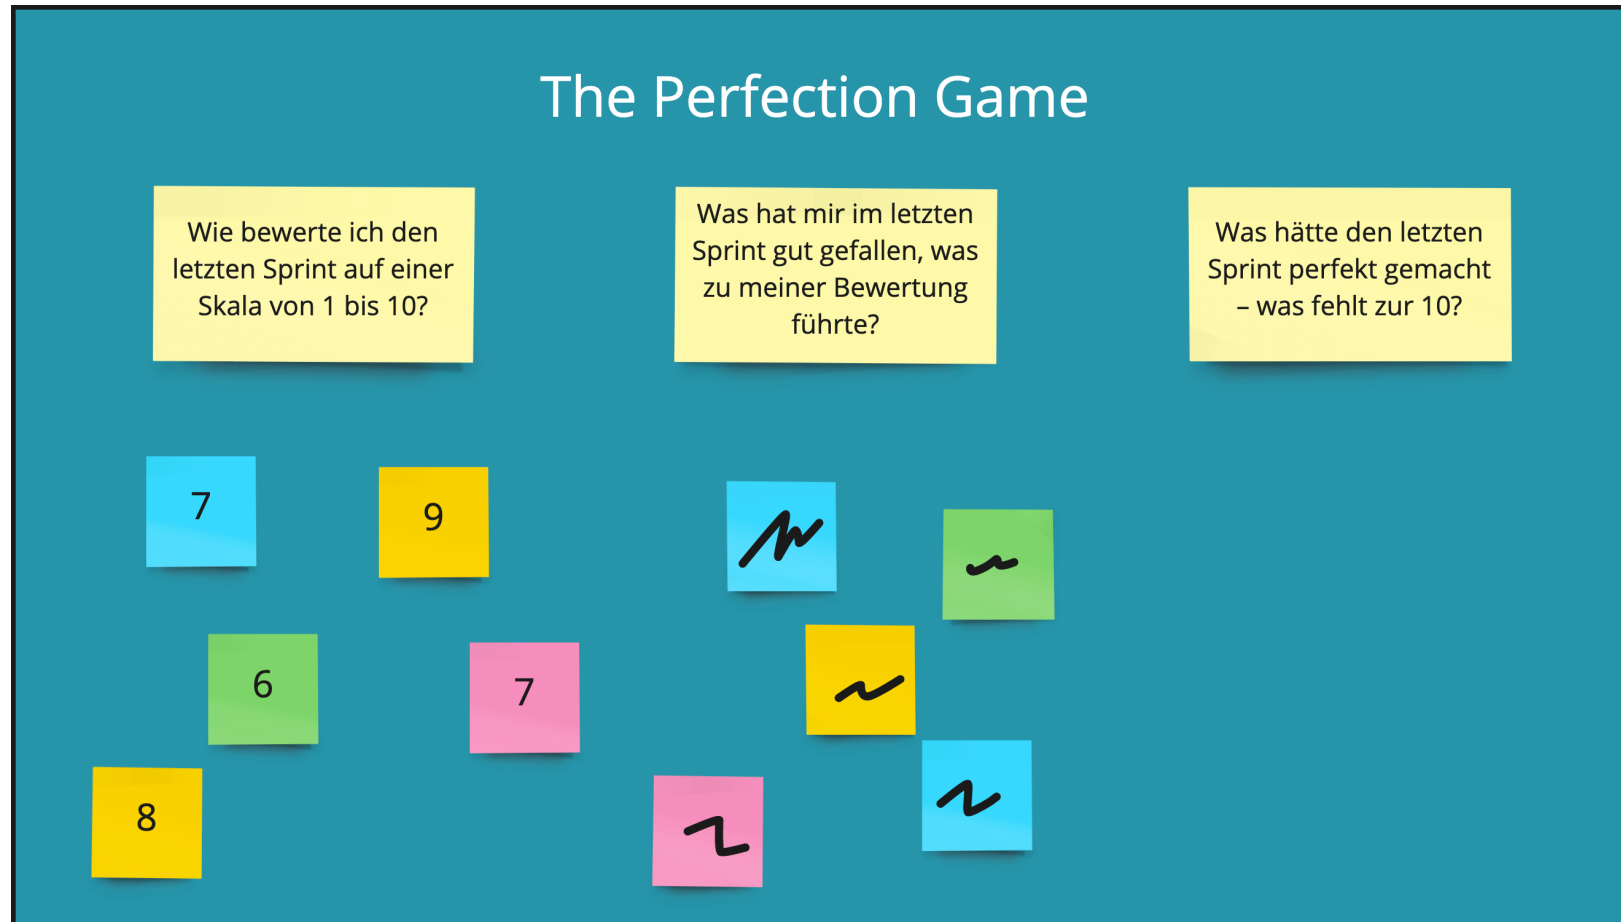 The Perfection Game
Wie bewerte ich den
letzten Sprint auf einer
Skala von 1 bis 10?
Was hat mir im letzten
Sprint gut gefallen, was
zu meiner Bewertung
führte?
Was hätte den letzten
Sprint perfekt gemacht
– was fehlt zur 10?
7
9
6
7
8